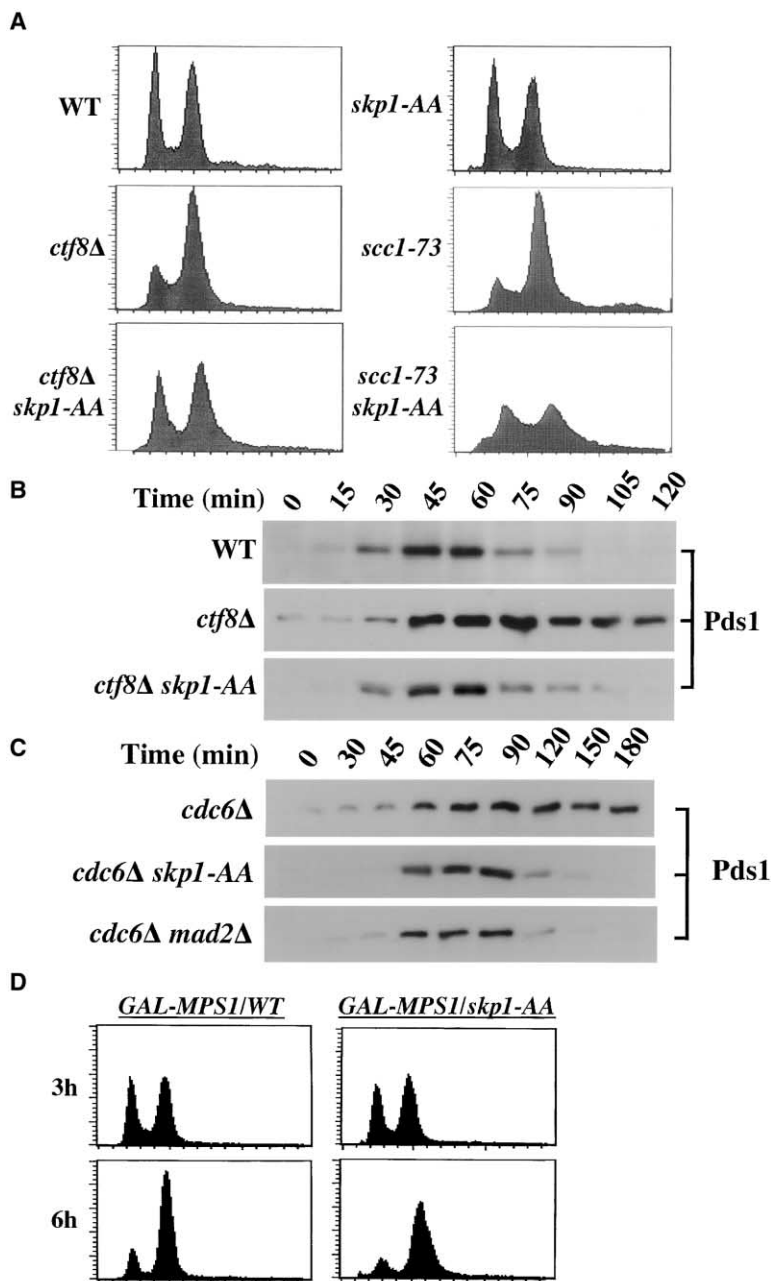 A
WT
skp1-AA
ctf8Δ
scc1-73
ctf8Δ
skp1-AA
scc1-73
skp1-AA
B
Time (min) 0 15 30 45 60 75 90 105 120
WT
ctf8Δ
ctf8Δ skp1-AA
Pds1
C
Time (min) 0 30 45 60 75 90 120 150 180
cdc6Δ
cdc6Δ skp1-AA
cdc6Δ mad2Δ
Pds1
D
GAL-MPS1/WT
GAL-MPS1/skp1-AA
3h
6h